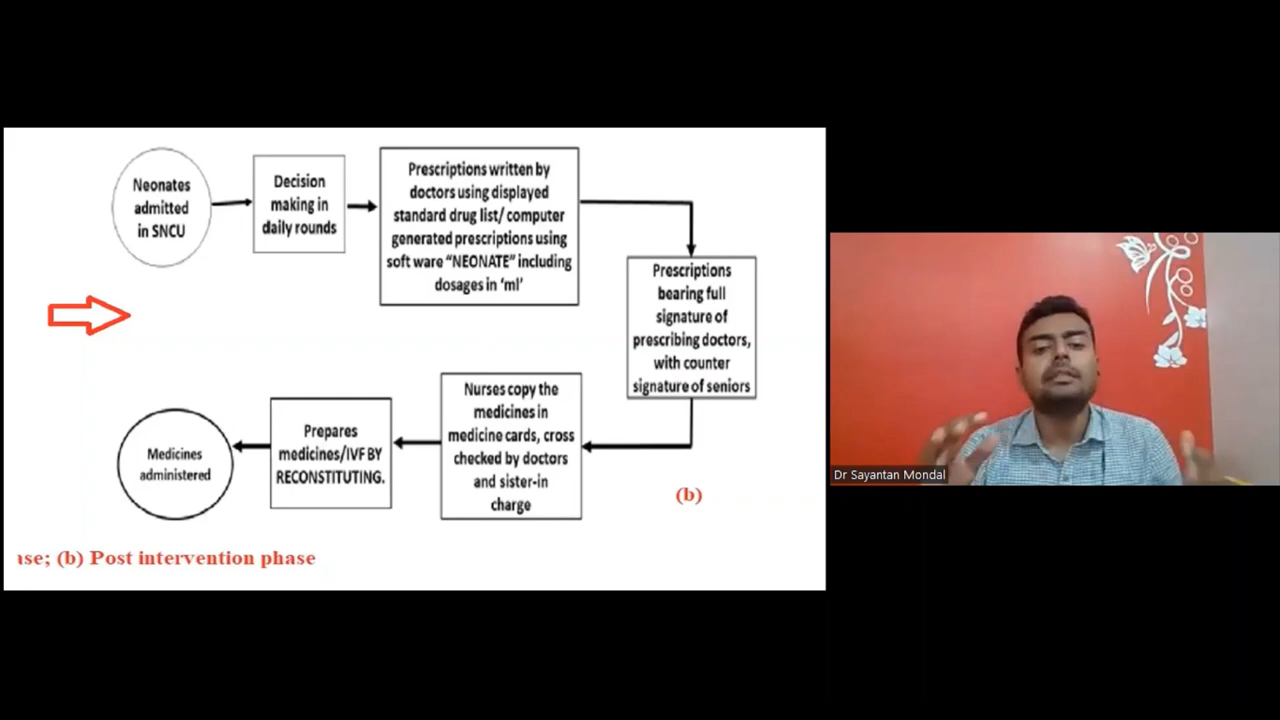 Neonates
admitted
in SNCU
Decision
making in
daily rounds
Prescriptions written by
doctors using displayed
standard drug list/ computer
generated prescriptions using
soft ware “NEONATE” including
dosages in ‘ml’
Prescriptions
bearing full
signature of
prescribing doctors,
with counter
signature of seniors
Nurses copy the
medicines in
medicine cards, cross
checked by doctors
and sister-in
charge
Prepares
medicines/IVF BY
RECONSTITUTING.
Medicines
administered
(b)
ase; (b) Post intervention phase
Dr Sayantan Mondal